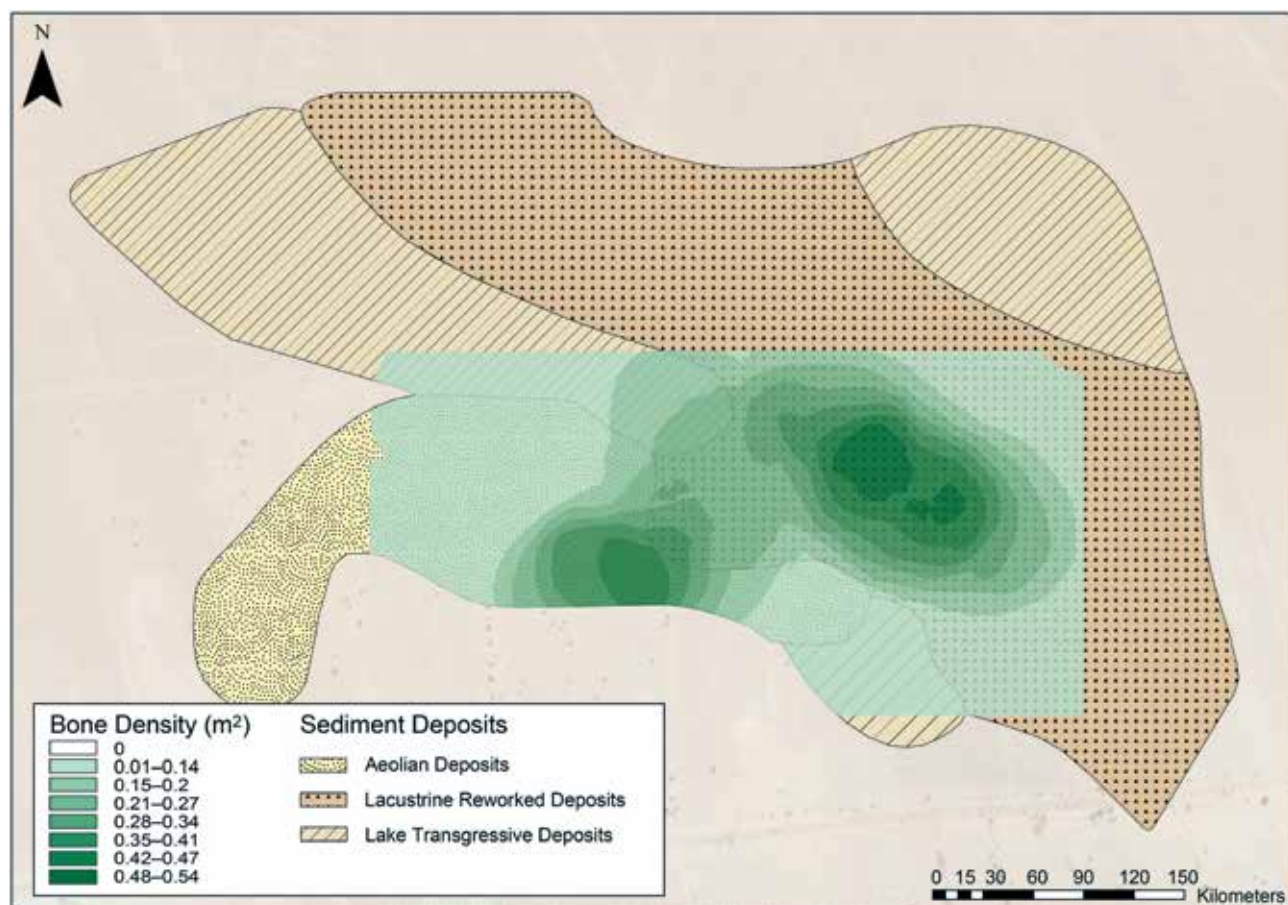 N
Bone Density (m²)
0
0.01–0.14
0.15–0.2
0.21–0.27
0.28–0.34
0.35–0.41
0.42–0.47
0.48–0.54
Sediment Deposits
Aeolian Deposits
Lacustrine Reworked Deposits
Lake Transgressive Deposits
0 15 30 60 90 120 150
Kilometers